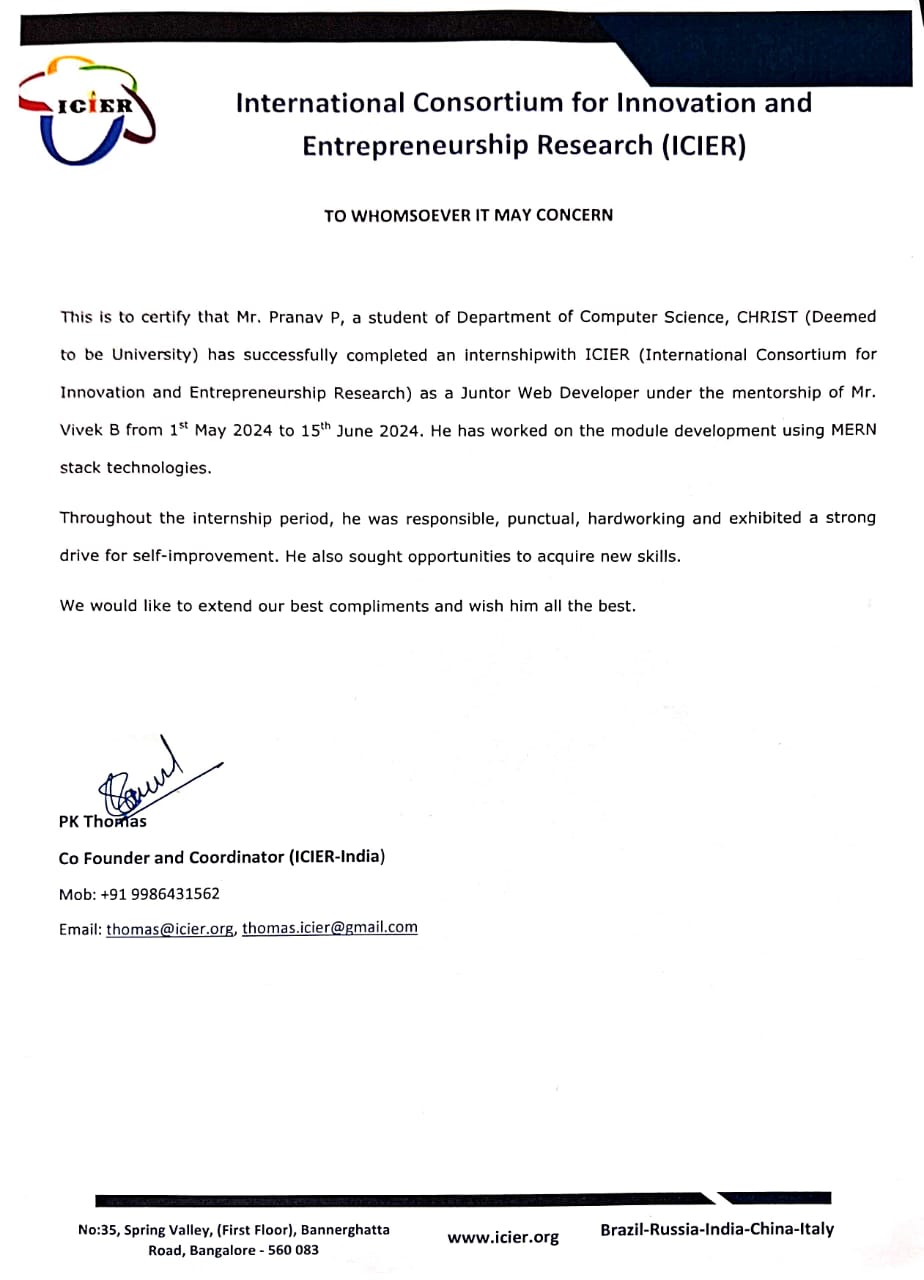 ICIER
International Consortium for Innovation and
Entrepreneurship Research (ICIER)
TO WHOMSOEVER IT MAY CONCERN
This is to certify that Mr. Pranav P, a student of Department of Computer Science, CHRIST (Deemed
to be University) has successfully completed an internshipwith ICIER (International Consortium for
Innovation and Entrepreneurship Research) as a Juntor Web Developer under the mentorship of Mr.
Vivek B from 1st May 2024 to 15th June 2024. He has worked on the module development using MERN
stack technologies.
Throughout the internship period, he was responsible, punctual, hardworking and exhibited a strong
drive for self-improvement. He also sought opportunities to acquire new skills.
We would like to extend our best compliments and wish him all the best.
PK Thomas
Co Founder and Coordinator (ICIER-India)
Mob: +91 9986431562
Email: thomas@icier.org, thomas.icier@gmail.com
No:35, Spring Valley, (First Floor), Bannerghatta
Road, Bangalore - 560 083
www.icier.org
Brazil-Russia-India-China-Italy